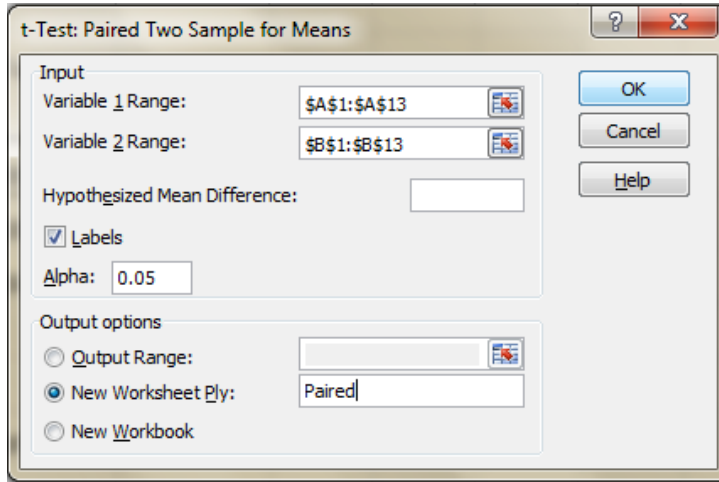 t-Test: Paired Two Sample for Means
Input
Variable 1 Range: $A$1:$A$13
Variable 2 Range: $B$1:$B$13
Hypothesized Mean Difference:
Labels
Alpha: 0.05
Output options
Output Range:
New Worksheet Ply: Paired
New Workbook
?
X
OK
Cancel
Help